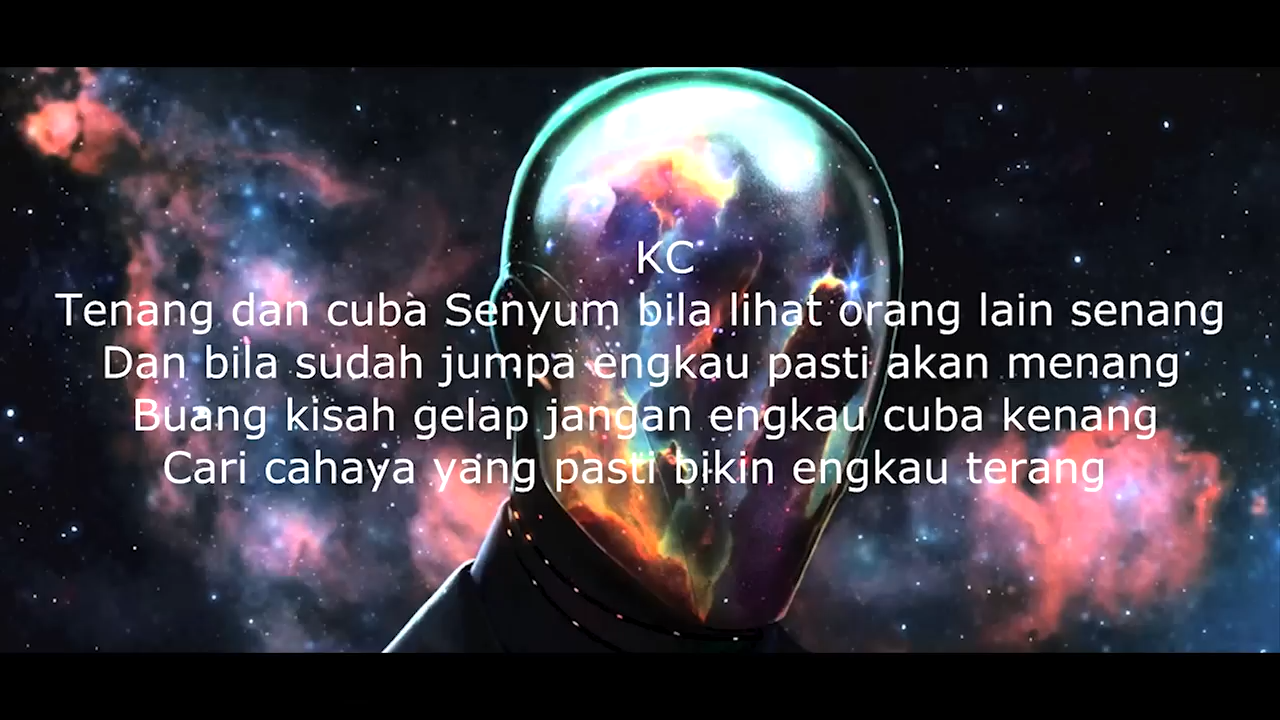 KC
Tenang dan cuba Senyum bila lihat orang lain senang
Dan bila sudah jumpa engkau pasti akan menang
Buang kisah gelap jangan engkau cuba kenang
Cari cahaya yang pasti bikin engkau terang